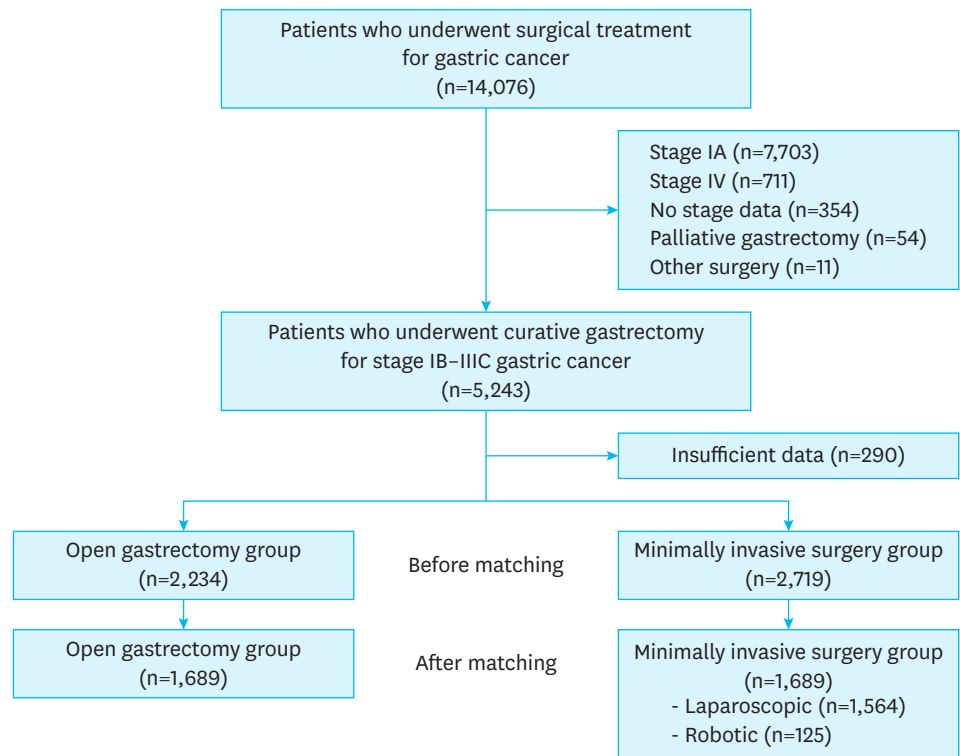 Patients who underwent surgical treatment
for gastric cancer
(n=14,076)
Stage IA (n=7,703)
Stage IV (n=711)
No stage data (n=354)
Palliative gastrectomy (n=54)
Other surgery (n=11)
Patients who underwent curative gastrectomy
for stage IB–IIIC gastric cancer
(n=5,243)
Insufficient data (n=290)
Open gastrectomy group
(n=2,234)
Before matching
Minimally invasive surgery group
(n=2,719)
Open gastrectomy group
(n=1,689)
After matching
Minimally invasive surgery group
(n=1,689)
- Laparoscopic (n=1,564)
- Robotic (n=125)